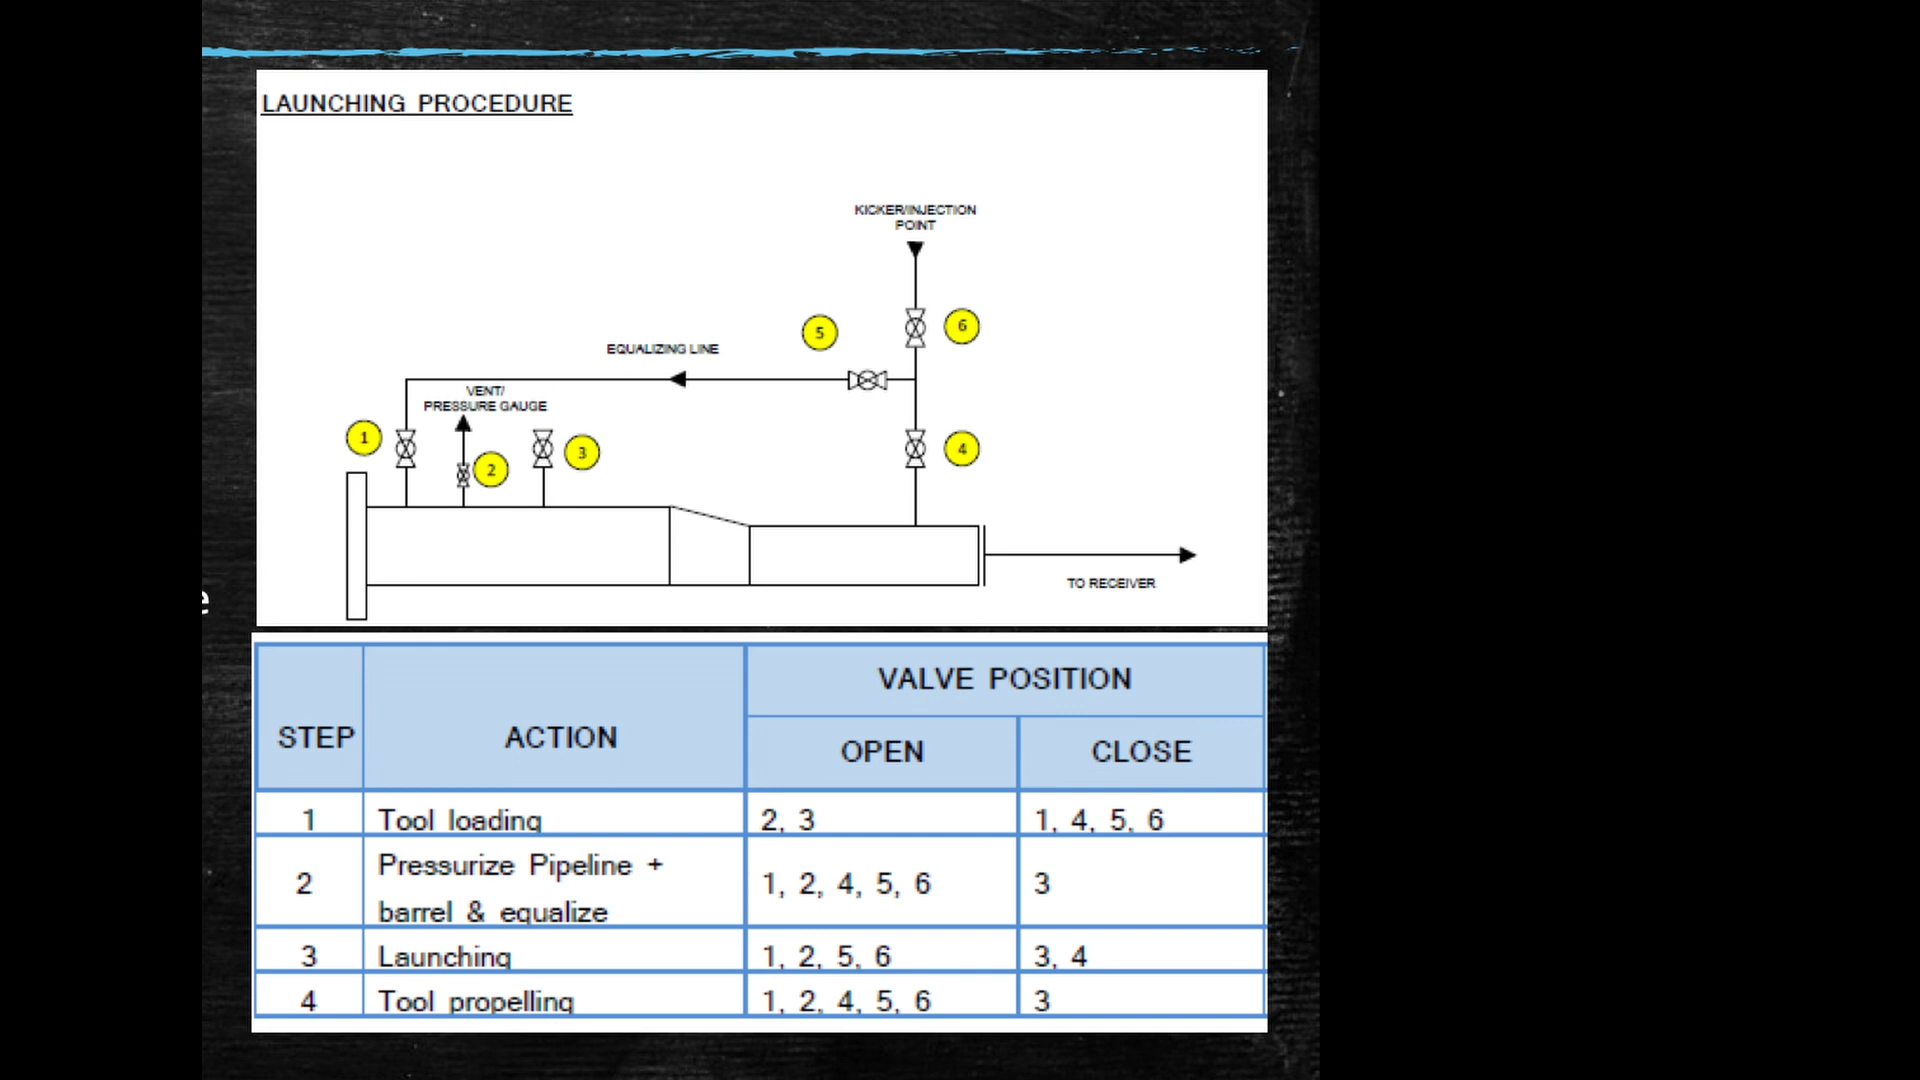 LAUNCHING PROCEDURE
KICKER/INJECTION
POINT
6
5
EQUALIZING LINE
VENT/
PRESSURE GAUGE
1
3
4
2
TO RECEIVER
e
STEP ACTION VALVE POSITION
OPEN CLOSE
1 Tool loading 2, 3 1, 4, 5, 6
2 Pressurize Pipeline +
barrel & equalize 1, 2, 4, 5, 6 3
3 Launching 1, 2, 5, 6 3, 4
4 Tool propelling 1, 2, 4, 5, 6 3